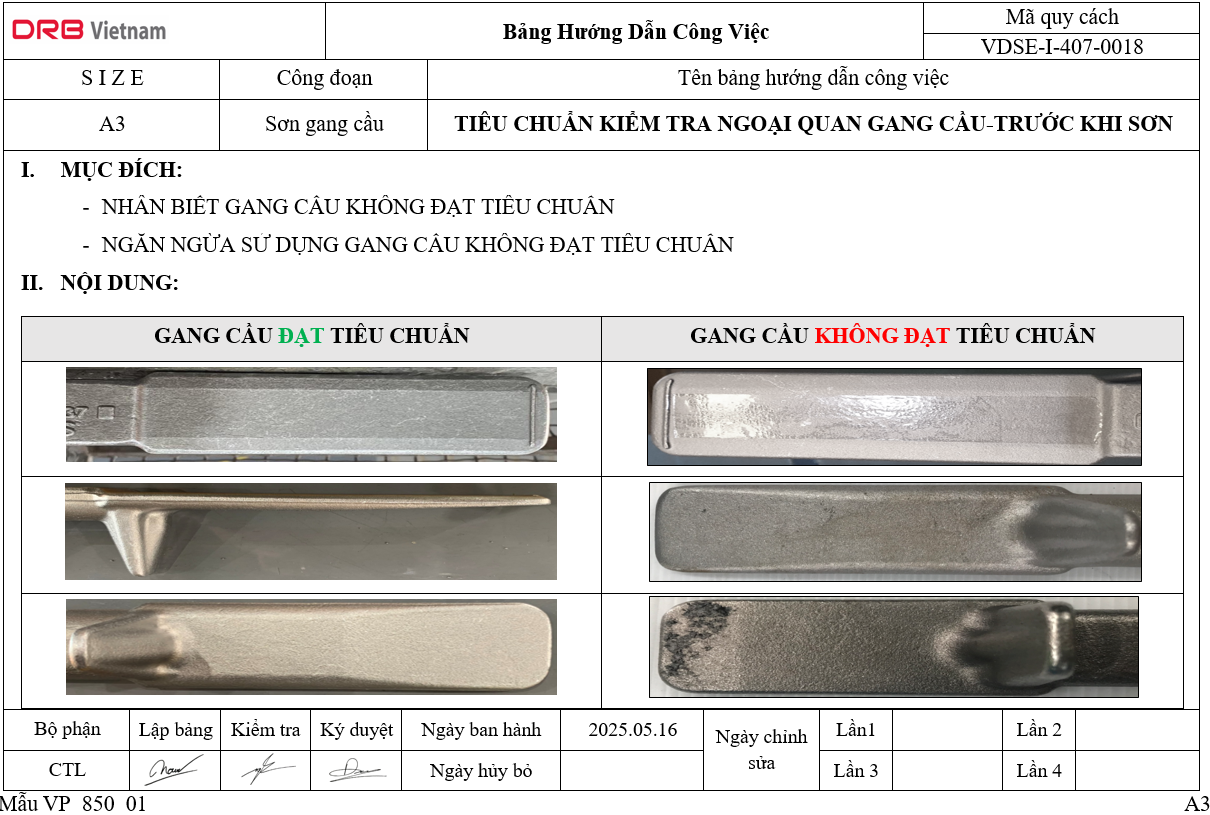 DRB Vietnam
Bảng Hướng Dẫn Công Việc
Mã quy cách
VDSE-I-407-0018
S I Z E
Công đoạn
Tên bảng hướng dẫn công việc
A3
Sơn gang cầu
TIÊU CHUẨN KIỂM TRA NGOẠI QUAN GANG CẦU-TRƯỚC KHI SƠN
I. MỤC ĐÍCH:
- NHẬN BIẾT GANG CẦU KHÔNG ĐẠT TIÊU CHUẨN
- NGĂN NGỪA SỬ DỤNG GANG CẦU KHÔNG ĐẠT TIÊU CHUẨN
II. NỘI DUNG:
GANG CẦU ĐẠT TIÊU CHUẨN
GANG CẦU KHÔNG ĐẠT TIÊU CHUẨN
Bộ phận
Lập bảng
Kiểm tra
Ký duyệt
Ngày ban hành
2025.05.16
Ngày chỉnh
sửa
Lần1
Lần 2
CTL
Ngày hủy bỏ
Lần 3
Lần 4
Mẫu VP_850_01
A3